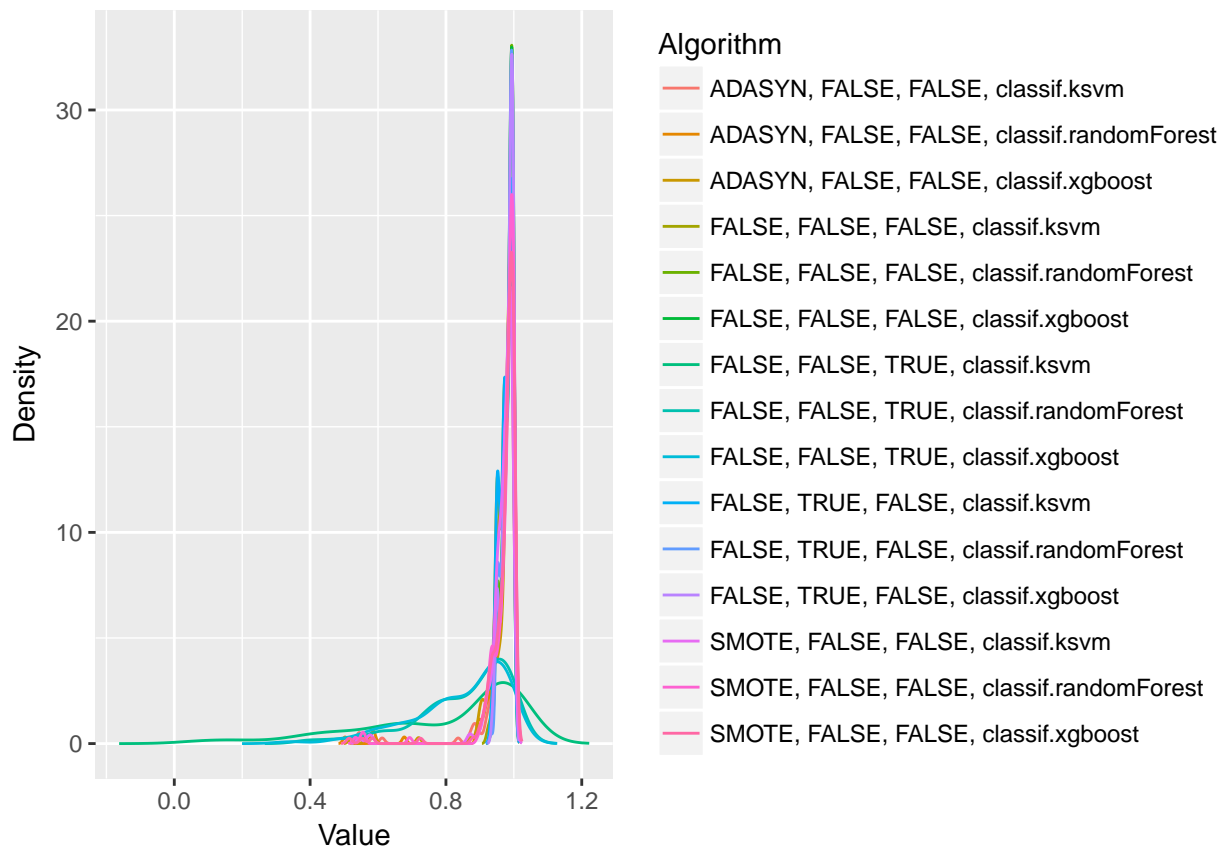 Algorithm
ADASYN, FALSE, FALSE, classif.ksvm
ADASYN, FALSE, FALSE, classif.randomForest
ADASYN, FALSE, FALSE, classif.xgboost
FALSE, FALSE, FALSE, classif.ksvm
FALSE, FALSE, FALSE, classif.randomForest
FALSE, FALSE, FALSE, classif.xgboost
FALSE, FALSE, TRUE, classif.ksvm
FALSE, FALSE, TRUE, classif.randomForest
FALSE, FALSE, TRUE, classif.xgboost
FALSE, TRUE, FALSE, classif.ksvm
FALSE, TRUE, FALSE, classif.randomForest
FALSE, TRUE, FALSE, classif.xgboost
SMOTE, FALSE, FALSE, classif.ksvm
SMOTE, FALSE, FALSE, classif.randomForest
SMOTE, FALSE, FALSE, classif.xgboost
Density
30
20
10
0
0.0 0.4 0.8 1.2
Value